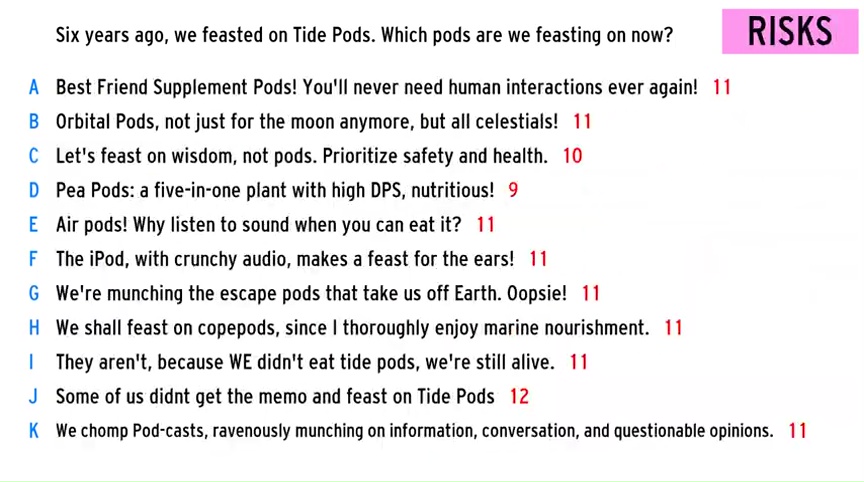 Six years ago, we feasted on Tide Pods. Which pods are we feasting on now?
RISKS
A Best Friend Supplement Pods! You'll never need human interactions ever again! 11
B Orbital Pods, not just for the moon anymore, but all celestials! 11
C Let's feast on wisdom, not pods. Prioritize safety and health. 10
D Pea Pods: a five-in-one plant with high DPS, nutritious! 9
E Air pods! Why listen to sound when you can eat it? 11
F The iPod, with crunchy audio, makes a feast for the ears! 11
G We're munching the escape pods that take us off Earth. Oopsie! 11
H We shall feast on copepods, since I thoroughly enjoy marine nourishment. 11
I They aren't, because WE didn't eat tide pods, we're still alive. 11
J Some of us didnt get the memo and feast on Tide Pods 12
K We chomp Pod-casts, ravenously munching on information, conversation, and questionable opinions. 11